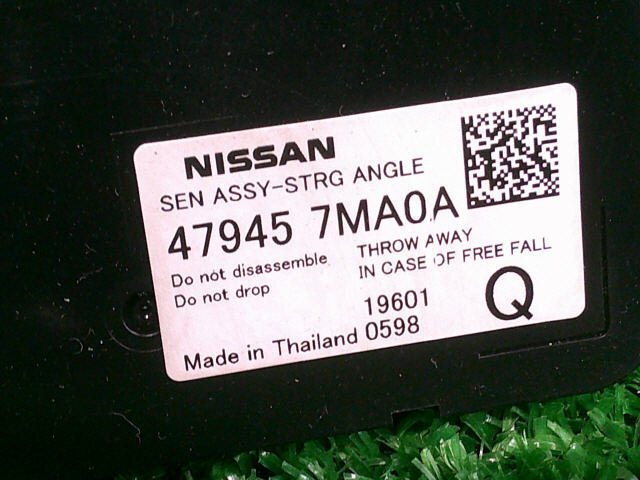 NISSAN
SEN ASSY-STRG ANGLE
47945 7MA0A
Do not disassemble
Do not drop
THROW AWAY
IN CASE OF FREE FALL
19601
Q
Made in Thailand 0598